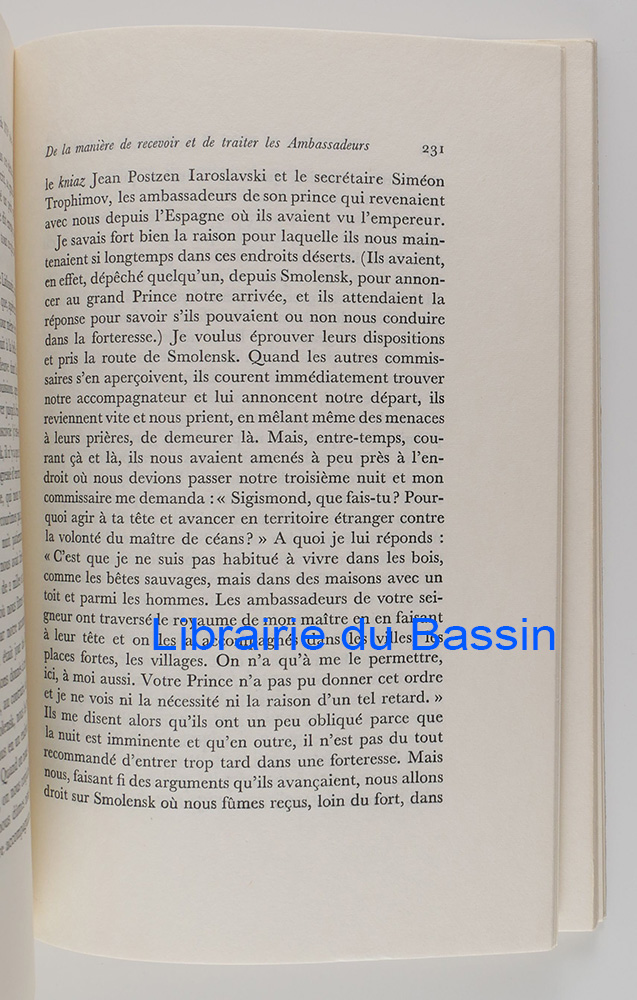 De la manière de recevoir et de traiter les Ambassadeurs 231
le kniaz Jean Postzen Iaroslavski et le secrétaire Siméon
Trophimov, les ambassadeurs de son prince qui revenaient
avec nous depuis l'Espagne où ils avaient vu l'empereur.
Je savais fort bien la raison pour laquelle ils nous main-
tenaient si longtemps dans ces endroits déserts. (Ils avaient,
en effet, dépêché quelqu'un, depuis Smolensk, pour annon-
cer au grand Prince notre arrivée, et ils attendaient la
réponse pour savoir s'ils pouvaient ou non nous conduire
dans la forteresse.) Je voulus éprouver leurs dispositions
et pris la route de Smolensk. Quand les autres commis-
saires s'en aperçoivent, ils courent immédiatement trouver
notre accompagnateur et lui annoncent notre départ, ils
reviennent vite et nous prient, en mêlant même des menaces
à leurs prières, de demeurer là. Mais, entre-temps, cou-
rant çà et là, ils nous avaient amenés à peu près à l'en-
droit où nous devions passer notre troisième nuit et mon
commissaire me demanda : « Sigismond, que fais-tu? Pour-
quoi agir à ta tête et avancer en territoire étranger contre
la volonté du maître de céans? » A quoi je lui réponds :
« C'est que je ne suis pas habitué à vivre dans les bois,
comme les bêtes sauvages, mais dans des maisons avec un
toit et parmi les hommes. Les ambassadeurs de votre sei-
gneur ont traversé le royaume de mon maître en en faisant
à leur tête et on les a accompagnés dans les villes, les
Librairie du Bassin
places fortes, les villages. On n'a qu'à me le permettre,
ici, à moi aussi. Votre Prince n'a pas pu donner cet ordre
et je ne vois ni la nécessité ni la raison d'un tel retard. »
Ils me disent alors qu'ils ont un peu obliqué parce que
la nuit est imminente et qu'en outre, il n'est pas du tout
recommandé d'entrer trop tard dans une forteresse. Mais
nous, faisant fi des arguments qu'ils avançaient, nous allons
droit sur Smolensk où nous fûmes reçus, loin du fort, dans